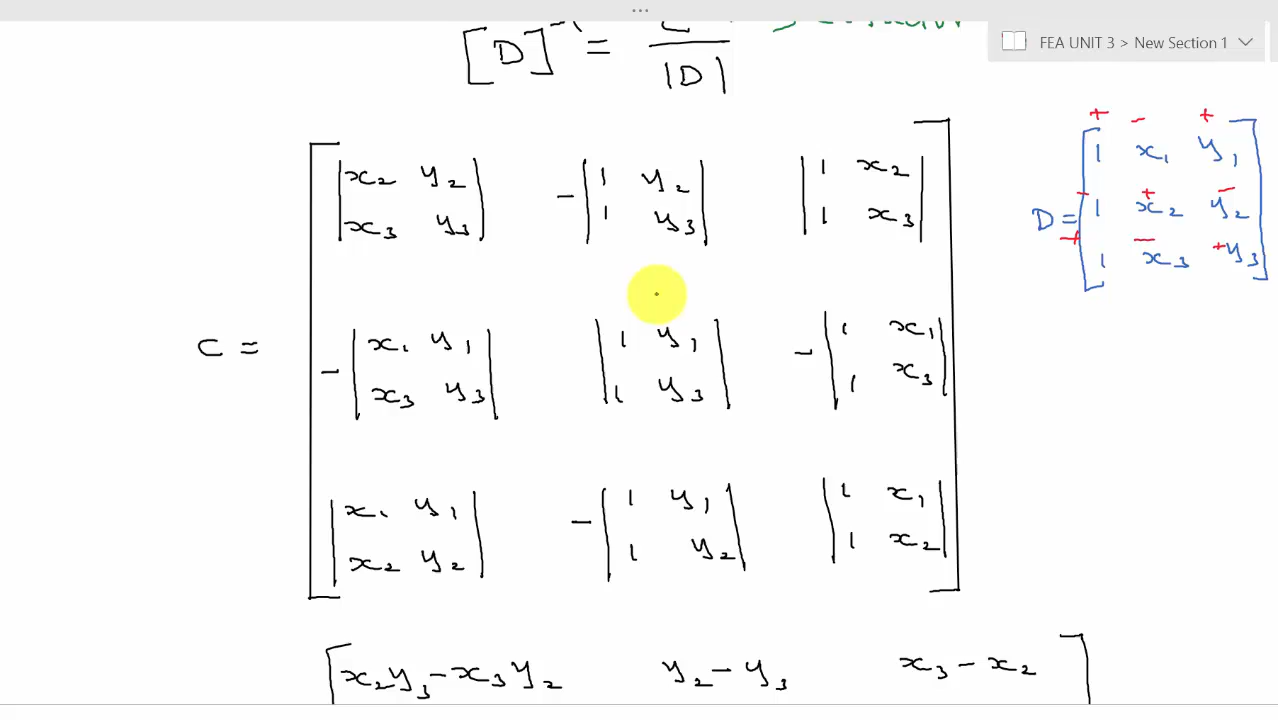 ...
FEA UNIT 3 > New Section 1
[D]⁻¹ = / |D|
+ - +
D = [ 1 x₁ y₁
- + -
1 x₂ y₂
+ - +
1 x₃ y₃ ]
C = [ |x₂ y₂ / x₃ y₃| -|1 y₂ / 1 y₃| |1 x₂ / 1 x₃|
-|x₁ y₁ / x₃ y₃| |1 y₁ / 1 y₃| -|1 x₁ / 1 x₃|
|x₁ y₁ / x₂ y₂| -|1 y₁ / 1 y₂| |1 x₁ / 1 x₂| ]
[ x₂y₃-x₃y₂ y₂-y₃ x₃-x₂ ]